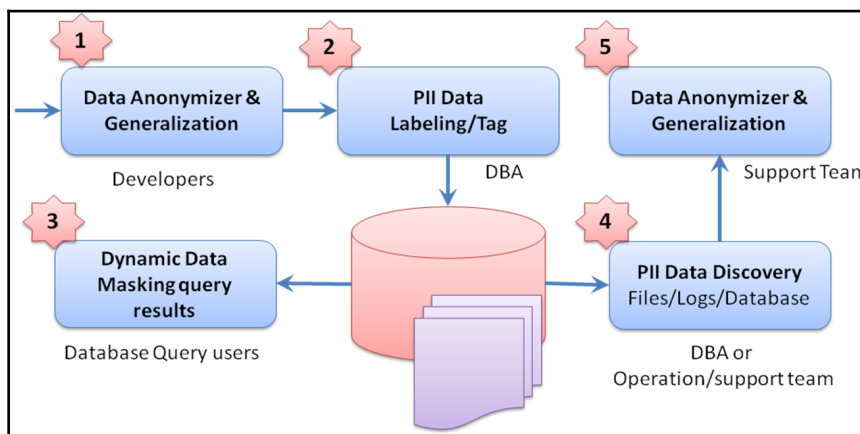 1
Data Anonymizer &
Generalization
Developers
2
PII Data
Labeling/Tag
DBA
5
Data Anonymizer &
Generalization
Support Team
3
Dynamic Data
Masking query
results
Database Query users
4
PII Data Discovery
Files/Logs/Database
DBA or
Operation/support team